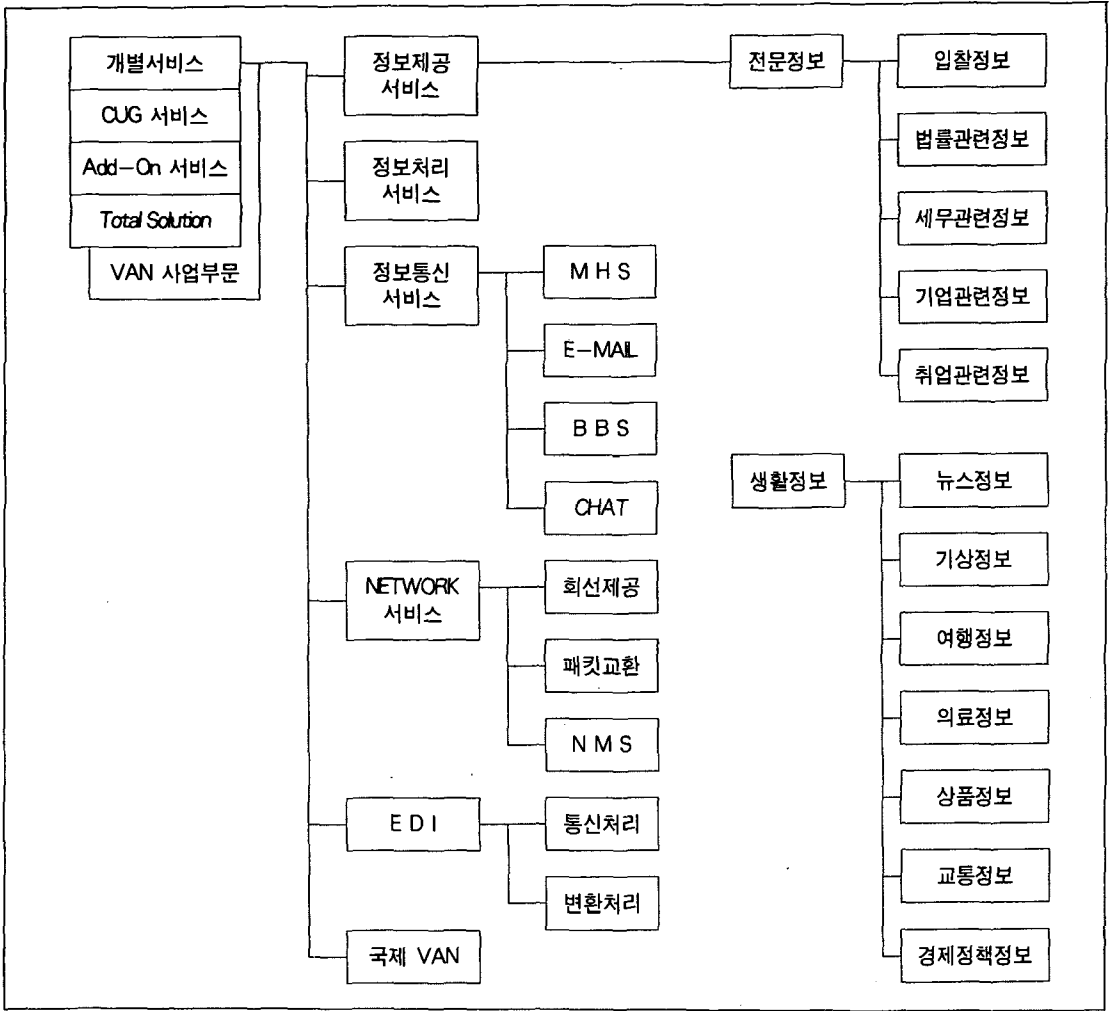 개별서비스
CUG 서비스
Add-On 서비스
Total Solution
VAN 사업부문
정보제공
서비스
정보처리
서비스
정보통신
서비스
M H S
E-MAIL
B B S
CHAT
NETWORK
서비스
회선제공
패킷교환
N M S
E D I
통신처리
변환처리
국제 VAN
전문정보
입찰정보
법률관련정보
세무관련정보
기업관련정보
취업관련정보
생활정보
뉴스정보
기상정보
여행정보
의료정보
상품정보
교통정보
경제정책정보